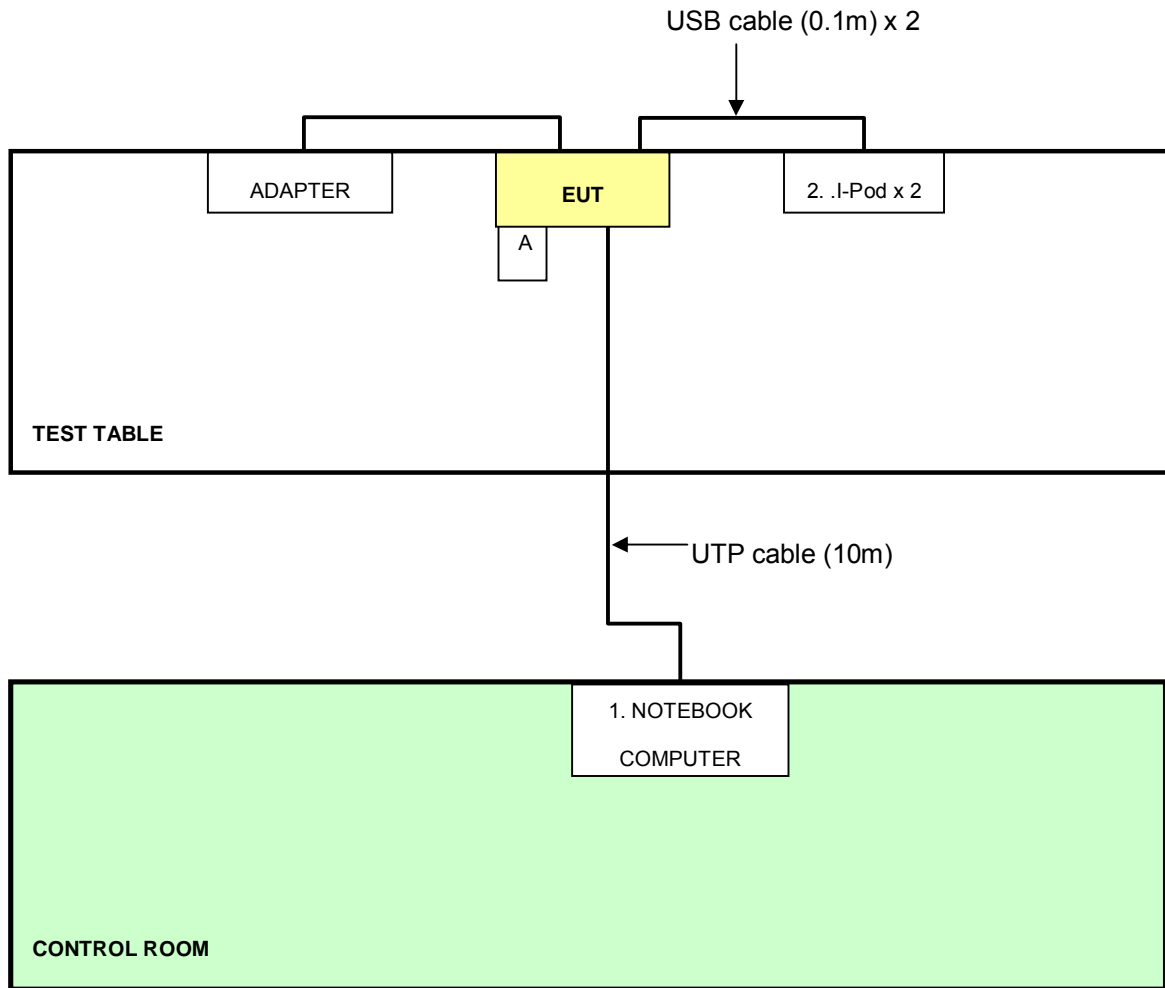 USB cable (0.1m) x 2
ADAPTER
EUT
2. .I-Pod x 2
A
TEST TABLE
UTP cable (10m)
1. NOTEBOOK
COMPUTER
CONTROL ROOM